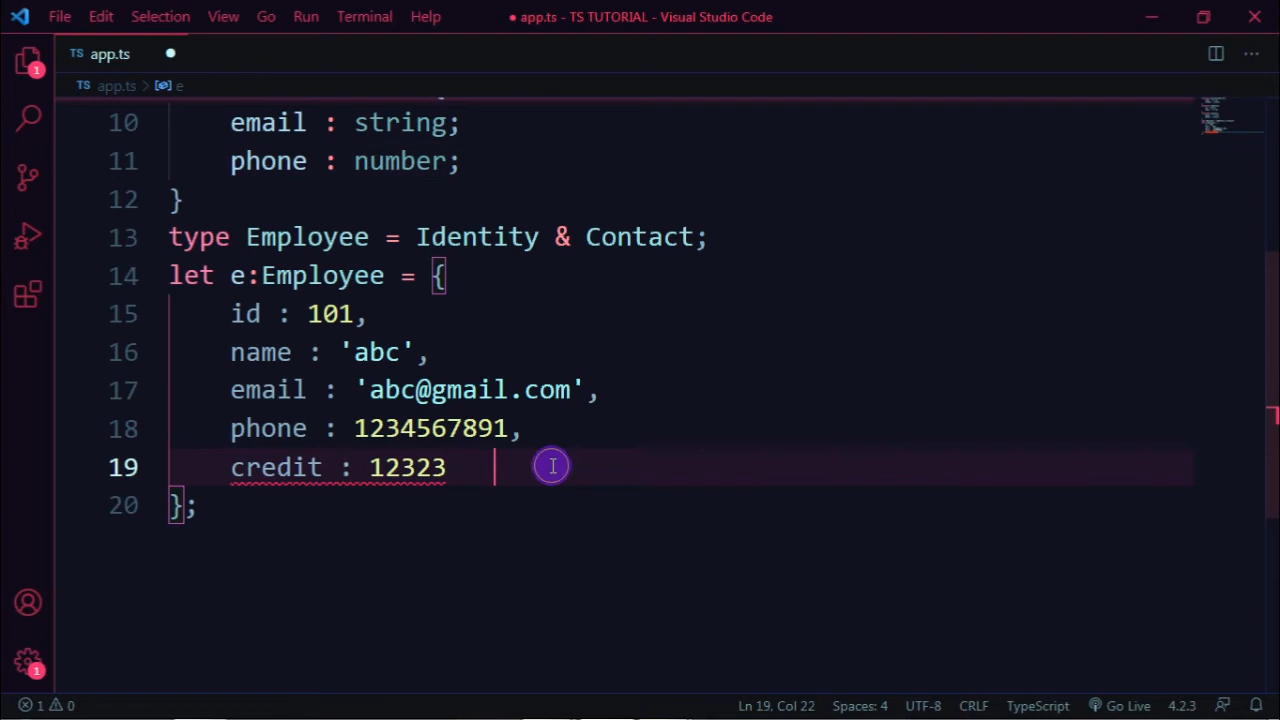 File Edit Selection View Go Run Terminal Help ● app.ts - TS TUTORIAL - Visual Studio Code
TS app.ts ●
TS app.ts > e
1
10 email : string;
11 phone : number;
12 }
13 type Employee = Identity & Contact;
14 let e:Employee = {
15 id : 101,
16 name : 'abc',
17 email : 'abc@gmail.com',
18 phone : 1234567891,
19 credit : 12323
20 };
1
1 0 Ln 19, Col 22 Spaces: 4 UTF-8 CRLF TypeScript Go Live 4.2.3